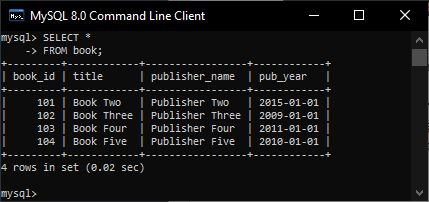 MySQL 8.0 Command Line Client
mysql> SELECT *
    -> FROM book;
+---------+------------+-----------------+------------+
| book_id | title      | publisher_name  | pub_year   |
+---------+------------+-----------------+------------+
|     101 | Book Two   | Publisher Two   | 2015-01-01 |
|     102 | Book Three | Publisher Three | 2009-01-01 |
|     103 | Book Four  | Publisher Four  | 2011-01-01 |
|     104 | Book Five  | Publisher Five  | 2010-01-01 |
+---------+------------+-----------------+------------+
4 rows in set (0.02 sec)
mysql>